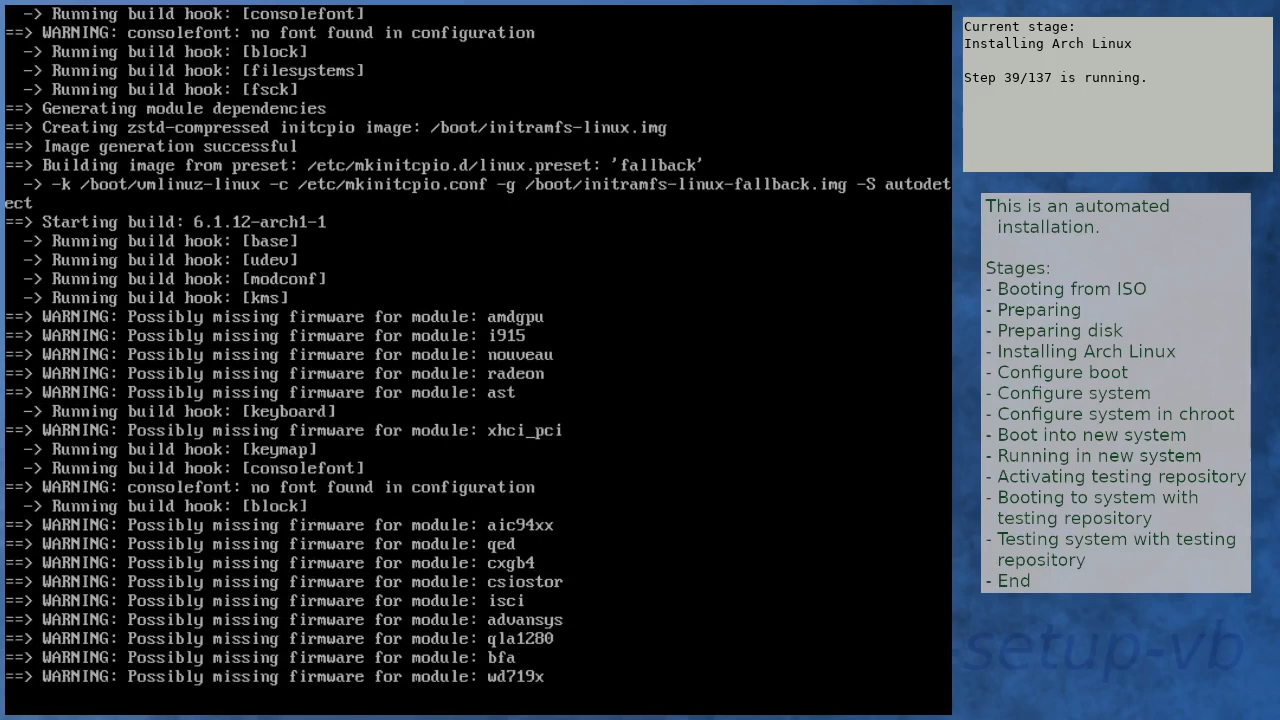 -> Running build hook: [consolefont]
==> WARNING: consolefont: no font found in configuration
  -> Running build hook: [block]
  -> Running build hook: [filesystems]
  -> Running build hook: [fsck]
==> Generating module dependencies
==> Creating zstd-compressed initcpio image: /boot/initramfs-linux.img
==> Image generation successful
==> Building image from preset: /etc/mkinitcpio.d/linux.preset: 'fallback'
  -> -k /boot/vmlinuz-linux -c /etc/mkinitcpio.conf -g /boot/initramfs-linux-fallback.img -S autodet
ect
==> Starting build: 6.1.12-arch1-1
  -> Running build hook: [base]
  -> Running build hook: [udev]
  -> Running build hook: [modconf]
  -> Running build hook: [kms]
==> WARNING: Possibly missing firmware for module: amdgpu
==> WARNING: Possibly missing firmware for module: i915
==> WARNING: Possibly missing firmware for module: nouveau
==> WARNING: Possibly missing firmware for module: radeon
==> WARNING: Possibly missing firmware for module: ast
  -> Running build hook: [keyboard]
==> WARNING: Possibly missing firmware for module: xhci_pci
  -> Running build hook: [keymap]
  -> Running build hook: [consolefont]
==> WARNING: consolefont: no font found in configuration
  -> Running build hook: [block]
==> WARNING: Possibly missing firmware for module: aic94xx
==> WARNING: Possibly missing firmware for module: qed
==> WARNING: Possibly missing firmware for module: cxgb4
==> WARNING: Possibly missing firmware for module: csiostor
==> WARNING: Possibly missing firmware for module: isci
==> WARNING: Possibly missing firmware for module: advansys
==> WARNING: Possibly missing firmware for module: qla1280
==> WARNING: Possibly missing firmware for module: bfa
==> WARNING: Possibly missing firmware for module: wd719x
Current stage:
Installing Arch Linux
Step 39/137 is running.
This is an automated
installation.
Stages:
- Booting from ISO
- Preparing
- Preparing disk
- Installing Arch Linux
- Configure boot
- Configure system
- Configure system in chroot
- Boot into new system
- Running in new system
- Activating testing repository
- Booting to system with
testing repository
- Testing system with testing
repository
- End
-setup-vb